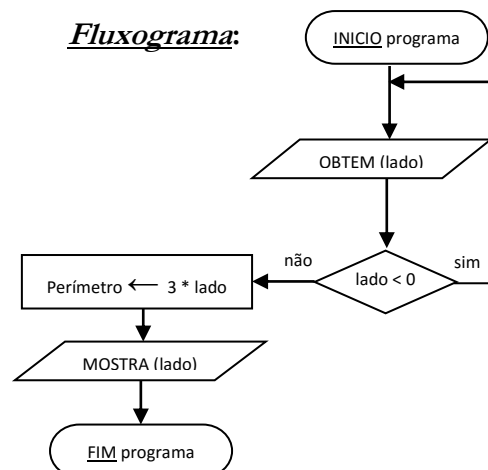 Fluxograma:
INICIO programa
OBTEM (lado)
lado < 0
não
sim
Perímetro ← 3 * lado
MOSTRA (lado)
FIM programa